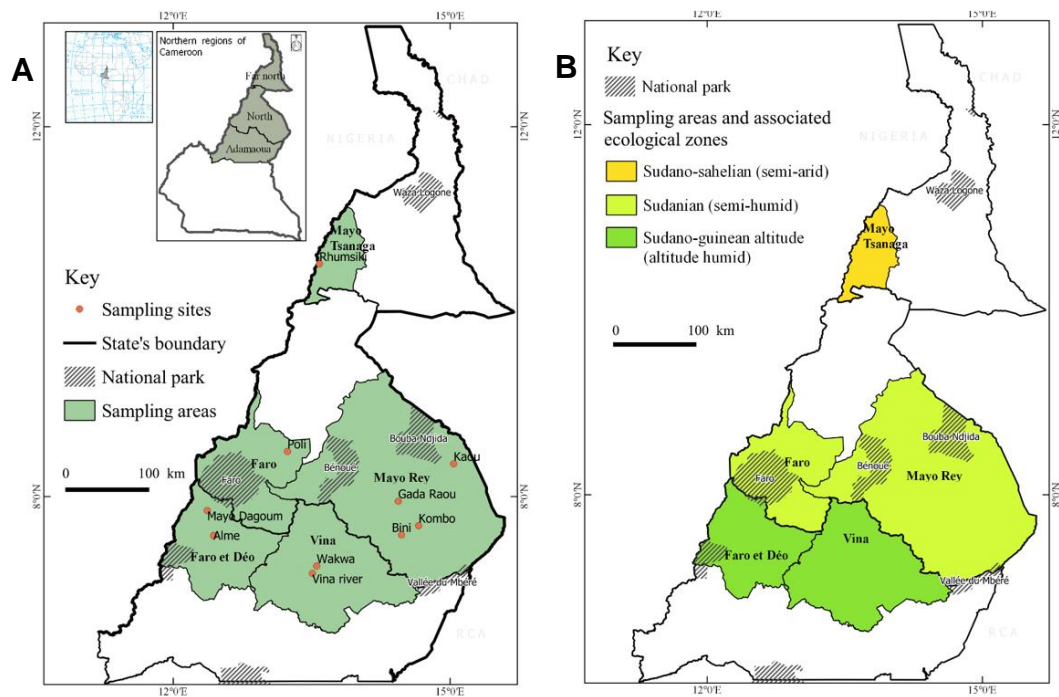 A
12°0'E
15°0'E
12°0'N
8°0'N
Northern regions of
Cameroon
Far north
North
Adamaoua
CHAD
NIGERIA
Waza-Logone
Mayo
Tsanaga
Rhumsiki
Key
Sampling sites
State's boundary
National park
Sampling areas
0 100 km
Poli
Faro
Faro
Bénoué
Bouba-Ndjida
Kaou
Mayo Rey
Gada Raou
Kombo
Bini
Mayo Dagoum
Alme
Faro et Déo
Vina
Wakwa
Vina river
Vallée du Mbéré
RCA
12°0'E
15°0'E
B
12°0'E
15°0'E
12°0'N
8°0'N
12°0'N
8°0'N
Key
National park
Sampling areas and associated
ecological zones
Sudano-sahelian (semi-arid)
Sudanian (semi-humid)
Sudano-guinean altitude
(altitude humid)
0 100 km
CHAD
NIGERIA
Waza-Logone
Mayo
Tsanaga
Bouba-Ndjida
Faro
Bénoué
Faro
Mayo Rey
Faro et Déo
Vina
Vallée du Mbéré
RCA
12°0'E
15°0'E